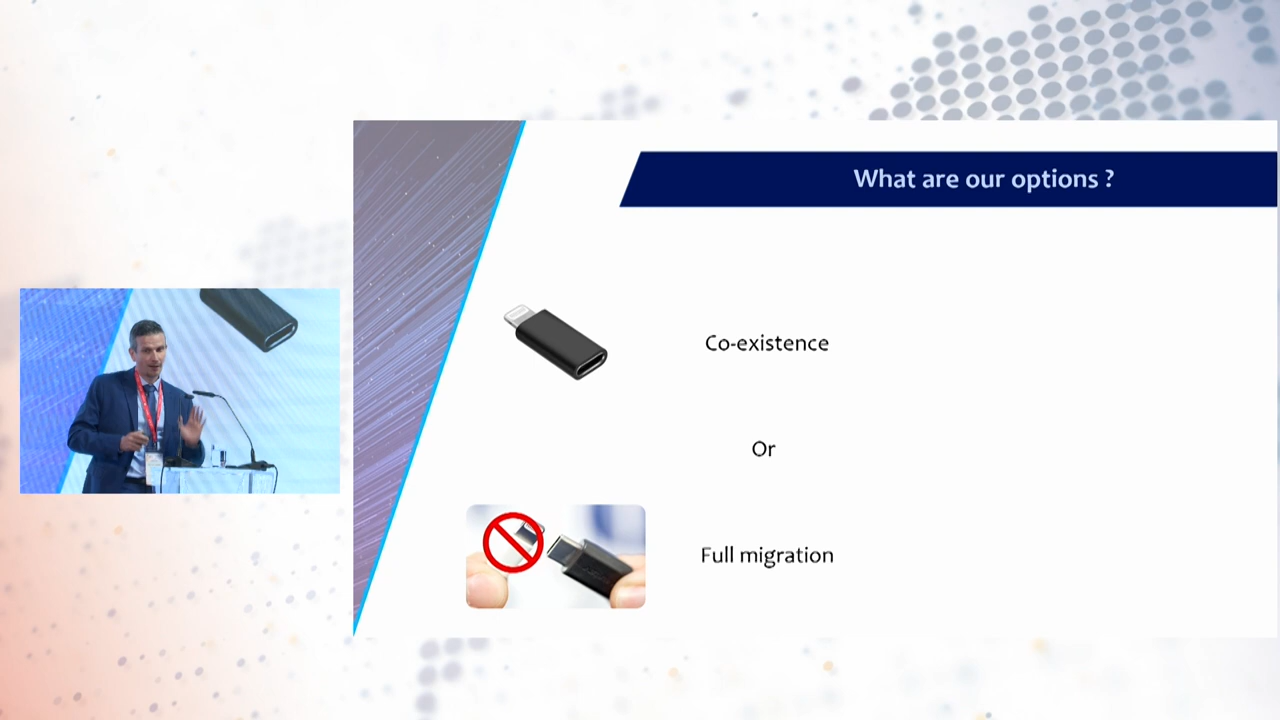 What are our options ?
Co-existence
Or
Full migration